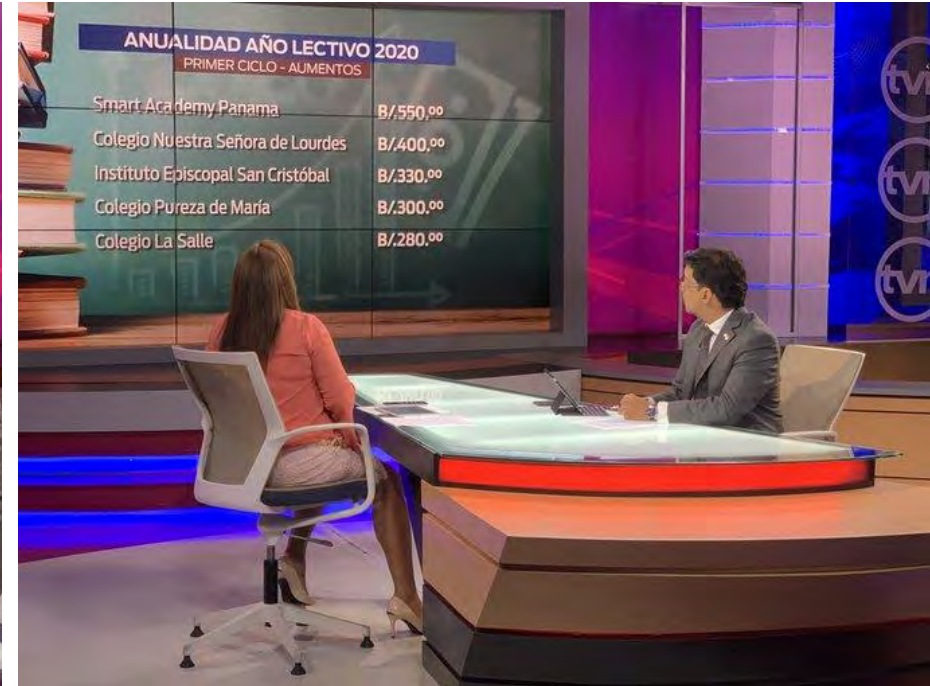 ANUALIDAD AÑO LECTIVO 2020
PRIMER CICLO - AUMENTOS
Smart Academy Panama B/.550.⁰⁰
Colegio Nuestra Señora de Lourdes B/.400.⁰⁰
Instituto Episcopal San Cristóbal B/.330.⁰⁰
Colegio Pureza de María B/.300.⁰⁰
Colegio La Salle B/.280.⁰⁰
tvn
tvn
tvn